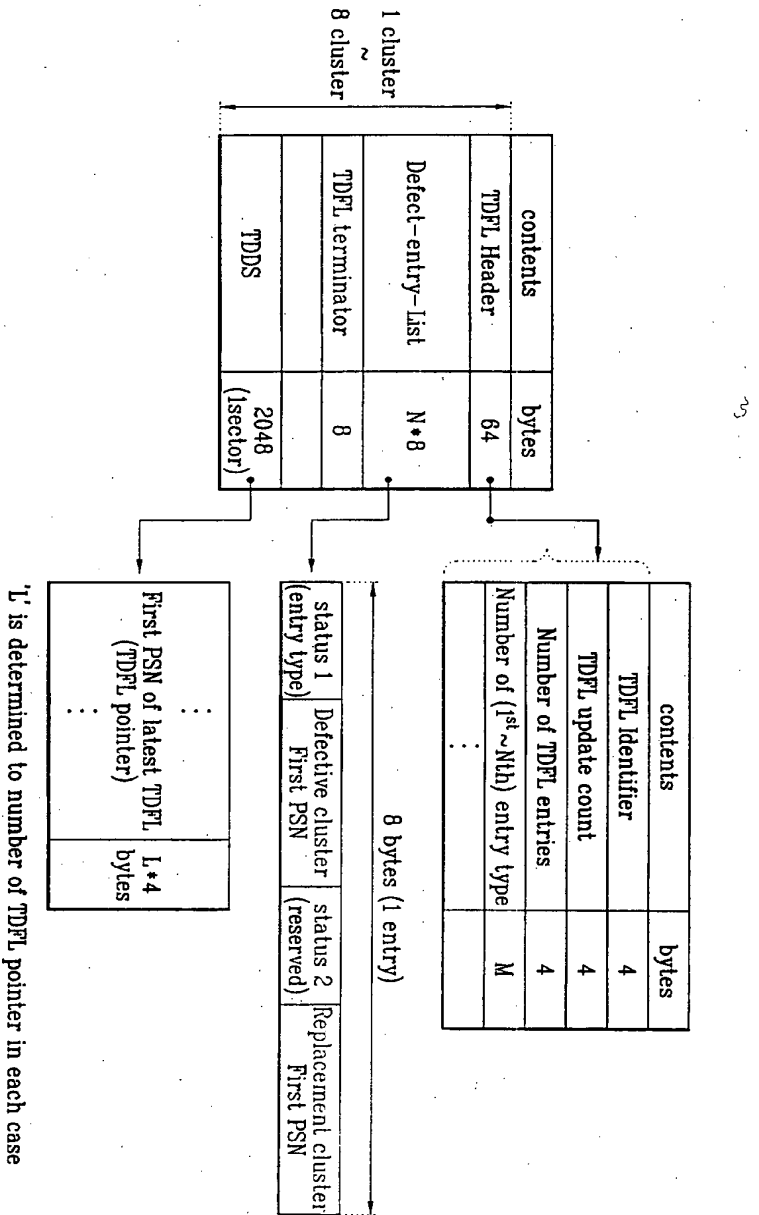 1 cluster
~
8 cluster
contents
bytes
TDFL Header
64
Defect-entry-List
N*8
TDFL terminator
8
TDDS
2048
(1sector)
contents
bytes
TDFL Identifier
4
TDFL update count
4
Number of TDFL entries
4
Number of (1st~Nth) entry type
M
⋮
8 bytes (1 entry)
status 1
(entry type)
Defective cluster
First PSN
status 2
(reserved)
Replacement cluster
First PSN
⋮
First PSN of latest TDFL
(TDFL pointer)
⋮
L*4
bytes
'L' is determined to number of TDFL pointer in each case